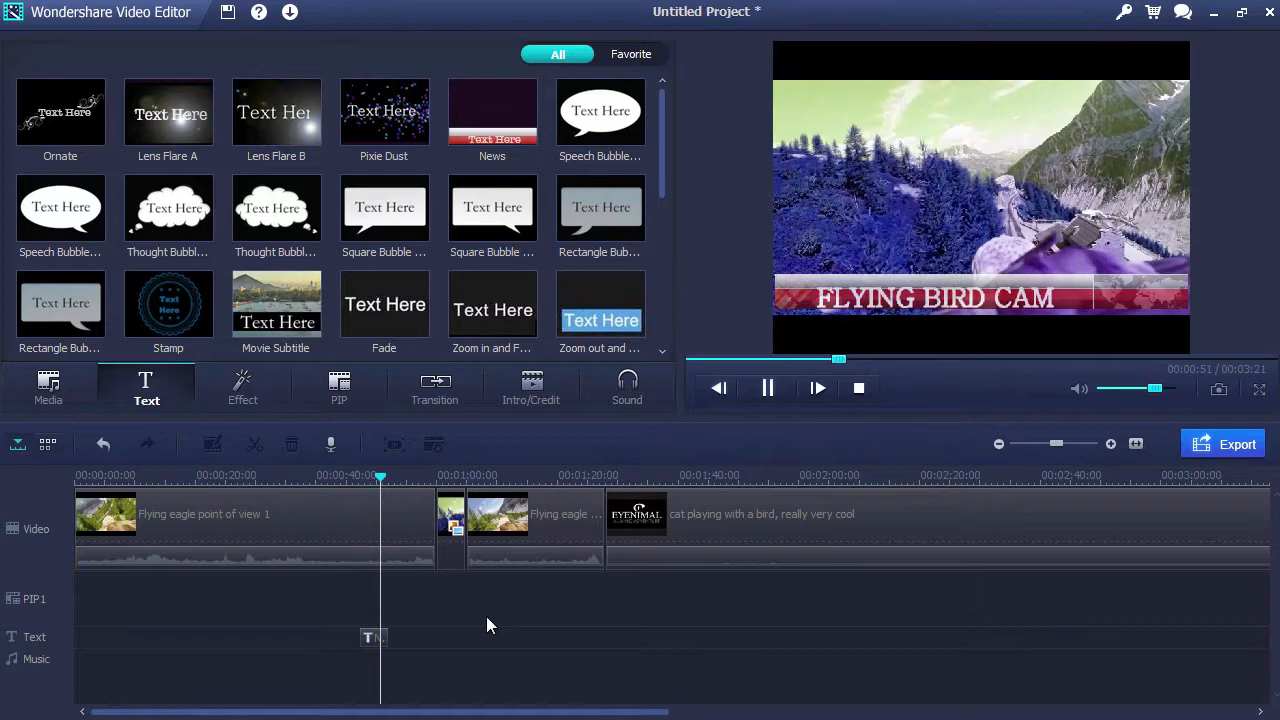 Wondershare Video Editor
Untitled Project *
All
Favorite
Text Here
Text Here
Text Here
Text Here
Text Here
Ornate
Lens Flare A
Lens Flare B
Pixie Dust
News
Speech Bubble...
Text Here
Text Here
Text Here
Text Here
Text Here
Text Here
Text Here
Speech Bubble...
Thought Bubbl...
Thought Bubbl...
Square Bubble ...
Square Bubble ...
Rectangle Bub...
Text Here
Text Here
Text Here
Text Here
Text Here
Text Here
Rectangle Bub...
Stamp
Movie Subtitle
Fade
Zoom in and F...
Zoom out and ...
FLYING BIRD CAM
00:00:51 / 00:03:21
T
Media
Text
Effect
PIP
Transition
Intro/Credit
Sound
Export
00:00:00:00
00:00:20:00
00:00:40:00
00:01:00:00
00:01:20:00
00:01:40:00
00:02:00:00
00:02:20:00
00:02:40:00
00:03:00:00
Video
Flying eagle point of view 1
Flying eagle ...
EYENIMAL
cat playing with a bird, really very cool
PIP1
T Text
T N.
Music